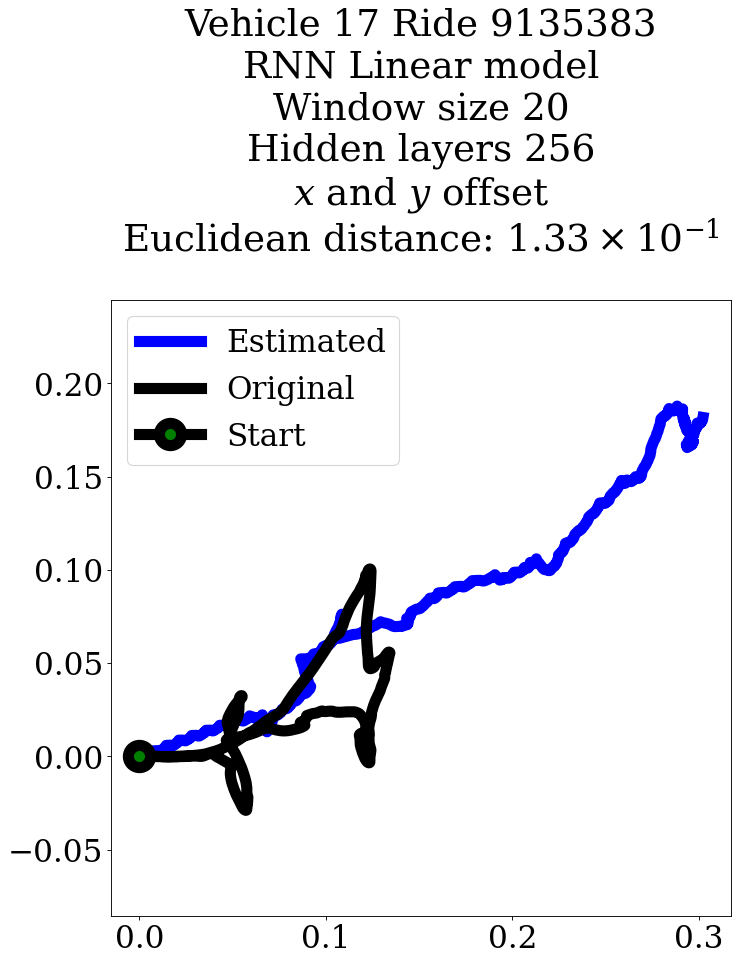 Vehicle 17 Ride 9135383
RNN Linear model
Window size 20
Hidden layers 256
x and y offset
Euclidean distance: 1.33 × 10⁻¹
Estimated
Original
Start
0.20
0.15
0.10
0.05
0.00
−0.05
0.0 0.1 0.2 0.3